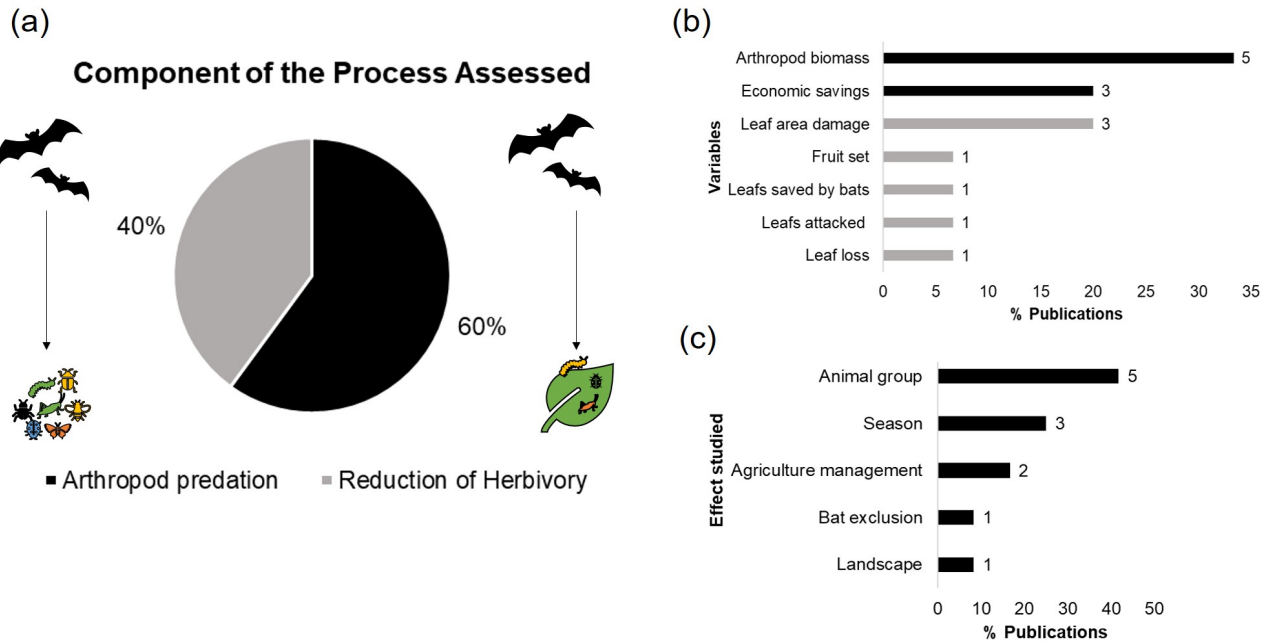 (a)
Component of the Process Assessed
40%
60%
Arthropod predation
Reduction of Herbivory
(b)
Variables
Arthropod biomass 5
Economic savings 3
Leaf area damage 3
Fruit set 1
Leafs saved by bats 1
Leafs attacked 1
Leaf loss 1
0 5 10 15 20 25 30 35
% Publications
(c)
Effect studied
Animal group 5
Season 3
Agriculture management 2
Bat exclusion 1
Landscape 1
0 10 20 30 40 50
% Publications